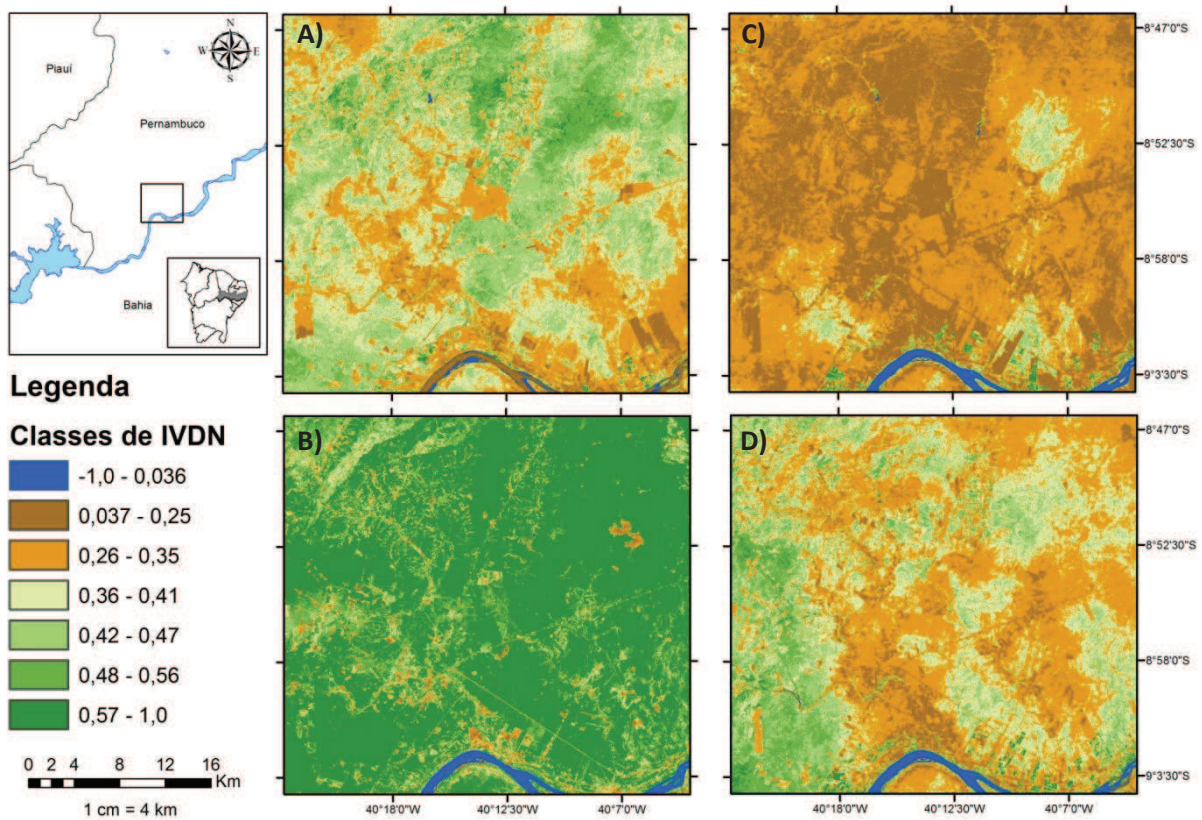 N
W
E
S
Piauí
Pernambuco
Bahia
Legenda
Classes de IVDN
-1,0 - 0,036
0,037 - 0,25
0,26 - 0,35
0,36 - 0,41
0,42 - 0,47
0,48 - 0,56
0,57 - 1,0
0 2 4 8 12 16
Km
1 cm = 4 km
A)
B)
40°18'0"W 40°12'30"W 40°7'0"W
C)
8°47'0"S
8°52'30"S
8°58'0"S
9°3'30"S
D)
8°47'0"S
8°52'30"S
8°58'0"S
9°3'30"S
40°18'0"W 40°12'30"W 40°7'0"W